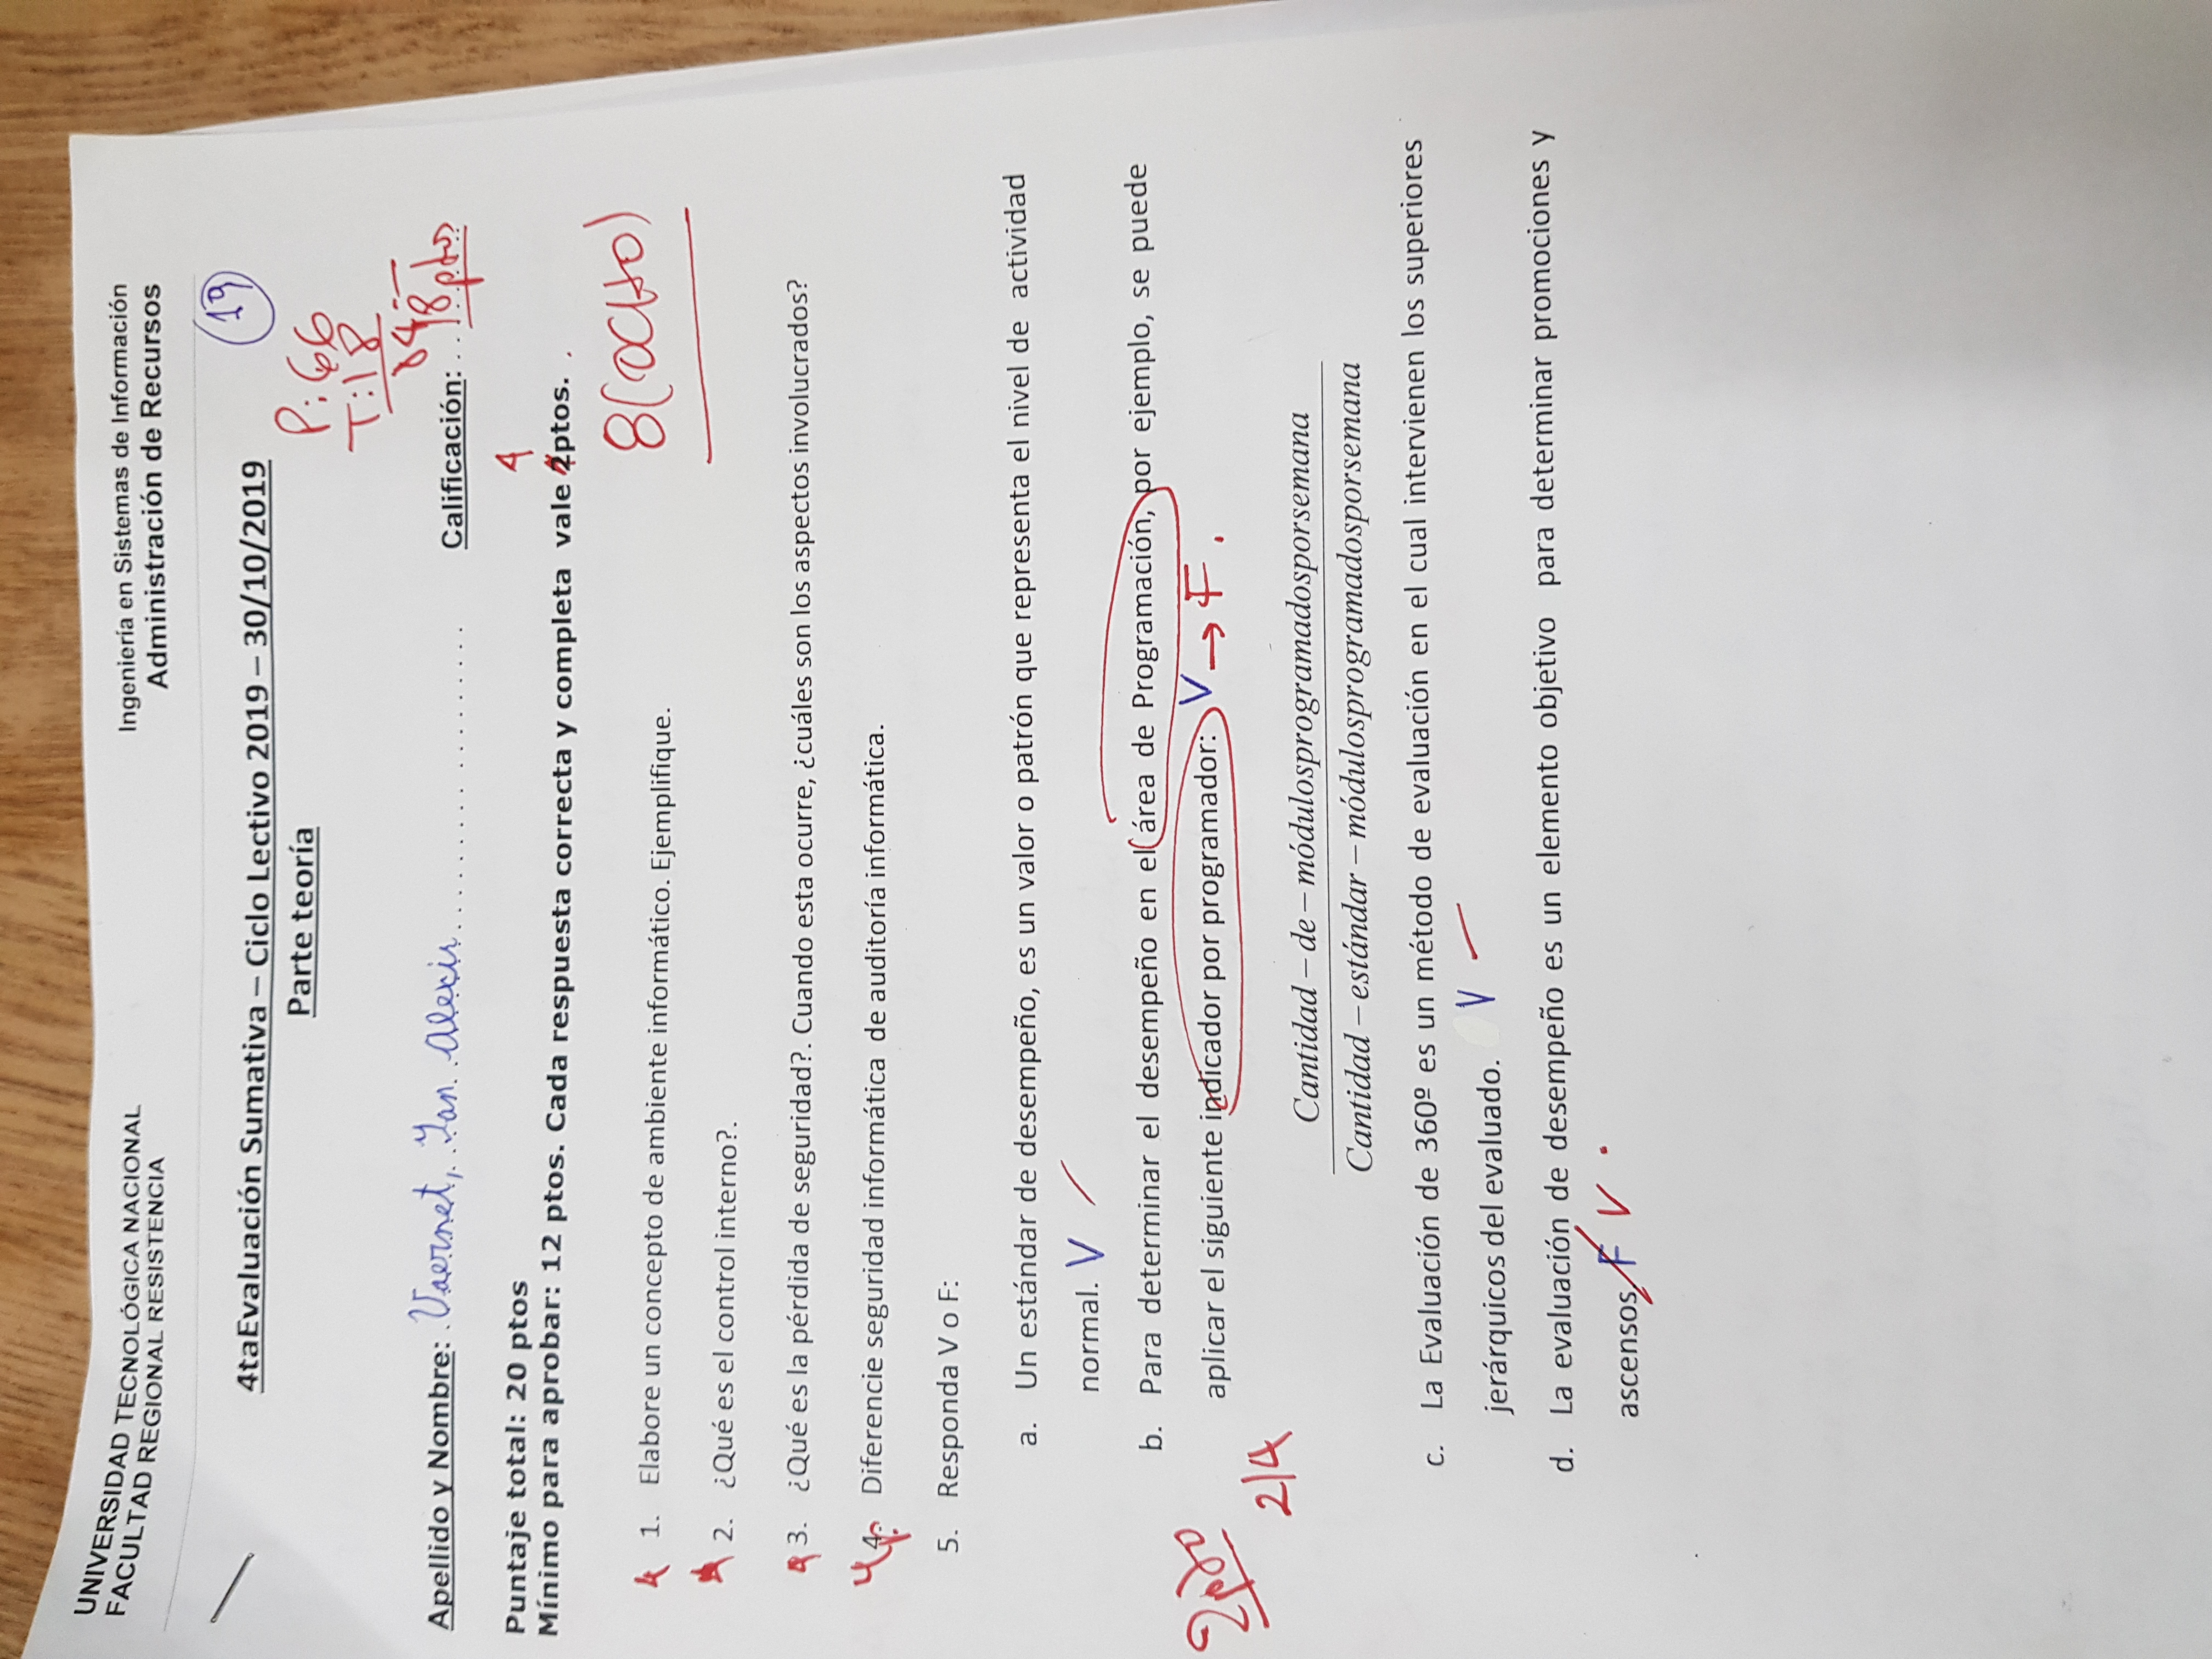 UNIVERSIDAD TECNOLÓGICA NACIONAL
FACULTAD REGIONAL RESISTENCIA
Ingeniería en Sistemas de Información
Administración de Recursos
19
4taEvaluación Sumativa – Ciclo Lectivo 2019 – 30/10/2019
Parte teoría
P: 66
T: 18
84
Apellido y Nombre: Vaernet, Ian Alexis
Calificación: 18 ptos
Puntaje total: 20 ptos
4
Mínimo para aprobar: 12 ptos. Cada respuesta correcta y completa vale 2ptos. .
8 (OCHO)
4 1. Elabore un concepto de ambiente informático. Ejemplifique.
4 2. ¿Qué es el control interno?.
4 3. ¿Qué es la pérdida de seguridad?. Cuando esta ocurre, ¿cuáles son los aspectos involucrados?
4 4. Diferencie seguridad informática de auditoría informática.
5. Responda V o F:
a. Un estándar de desempeño, es un valor o patrón que representa el nivel de actividad
normal. V
b. Para determinar el desempeño en el área de Programación, por ejemplo, se puede
aplicar el siguiente indicador por programador: V → F.
2/4
Cantidad – de – módulosprogramadosporsemana
Cantidad – estándar – módulosprogramadosporsemana
c. La Evaluación de 360º es un método de evaluación en el cual intervienen los superiores
jerárquicos del evaluado. V
d. La evaluación de desempeño es un elemento objetivo para determinar promociones y
ascensos. F V